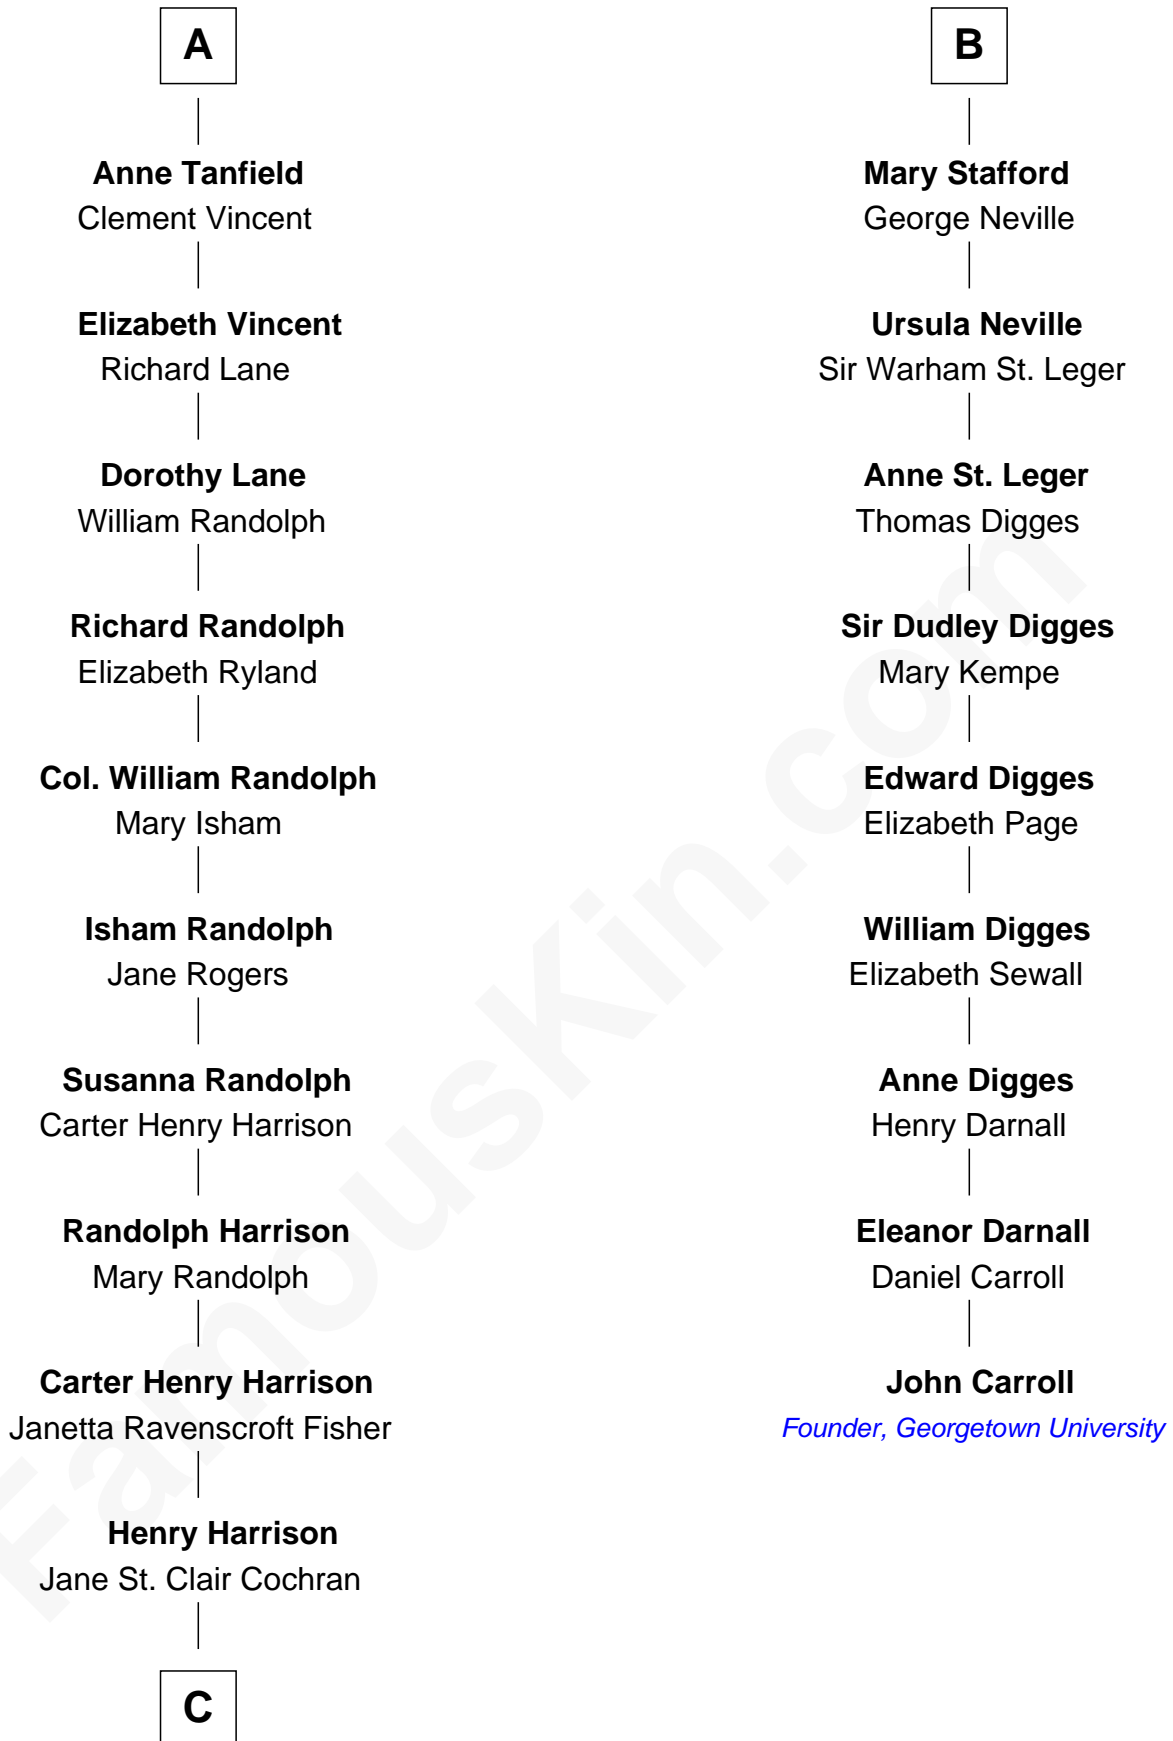 A
Anne Tanfield
Clement Vincent
Elizabeth Vincent
Richard Lane
Dorothy Lane
William Randolph
Richard Randolph
Elizabeth Ryland
Col. William Randolph
Mary Isham
Isham Randolph
Jane Rogers
Susanna Randolph
Carter Henry Harrison
Randolph Harrison
Mary Randolph
Carter Henry Harrison
Janetta Ravenscroft Fisher
Henry Harrison
Jane St. Clair Cochran
C
B
Mary Stafford
George Neville
Ursula Neville
Sir Warham St. Leger
Anne St. Leger
Thomas Digges
Sir Dudley Digges
Mary Kempe
Edward Digges
Elizabeth Page
William Digges
Elizabeth Sewall
Anne Digges
Henry Darnall
Eleanor Darnall
Daniel Carroll
John Carroll
Founder, Georgetown University
FamousKin.com